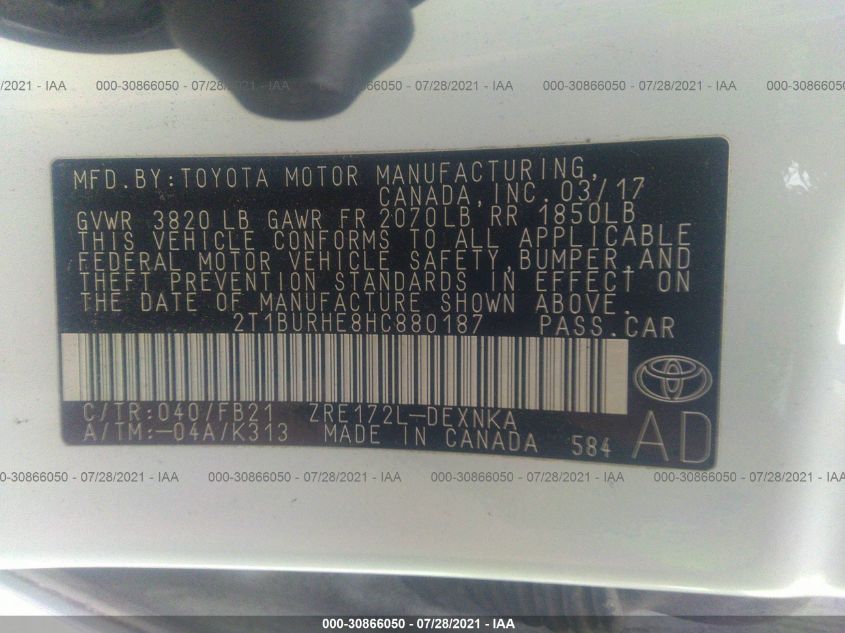 /2021 - IAA 000-30866050 - 07/28/2021 - IAA 000-30866050 - 07/28/2021 - IAA 000-30866050 - 07/28/2021 - IAA 000-308
MFD.BY:TOYOTA MOTOR MANUFACTURING,
CANADA,INC. 03/17
GVWR 3820 LB GAWR FR 2070LB RR 1850LB
THIS VEHICLE CONFORMS TO ALL APPLICABLE
FEDERAL MOTOR VEHICLE SAFETY,BUMPER,AND
THEFT PREVENTION STANDARDS IN EFFECT ON
THE DATE OF MANUFACTURE SHOWN ABOVE.
2T1BURHE8HC880187 PASS.CAR
C/TR:040/FB21 ZRE172L-DEXNKA
A/TM:-04A/K313 MADE IN CANADA 584 AD
/2021 - IAA 000-30866050 - 07/28/2021 - IAA 000-30866050 - 07/28/2021 - IAA 000-30866050 - 07/28/2021 - IAA 000-308
000-30866050 - 07/28/2021 - IAA